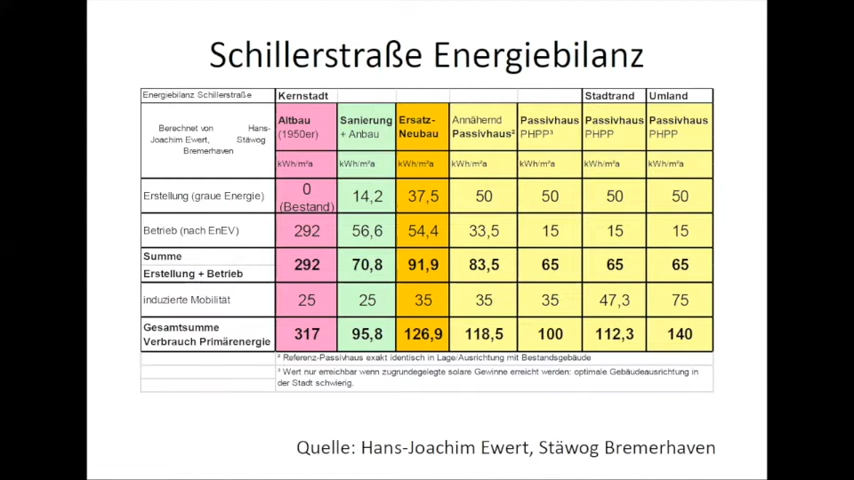 Schillerstraße Energiebilanz
Energiebilanz Schillerstraße Kernstadt Stadtrand Umland
Berechnet von Hans-Joachim Ewert, Stäwog Bremerhaven
Altbau (1950er) Sanierung + Anbau Ersatz-Neubau Annähernd Passivhaus² Passivhaus PHPP³ Passivhaus PHPP Passivhaus PHPP
kWh/m²a kWh/m²a kWh/m²a kWh/m²a kWh/m²a kWh/m²a kWh/m²a
Erstellung (graue Energie) 0 (Bestand) 14,2 37,5 50 50 50 50
Betrieb (nach EnEV) 292 56,6 54,4 33,5 15 15 15
Summe Erstellung + Betrieb 292 70,8 91,9 83,5 65 65 65
induzierte Mobilität 25 25 35 35 35 47,3 75
Gesamtsumme Verbrauch Primärenergie 317 95,8 126,9 118,5 100 112,3 140
² Referenz-Passivhaus exakt identisch in Lage/Ausrichtung mit Bestandsgebäude
³ Wert nur erreichbar wenn zugrundegelegte solare Gewinne erreicht werden: optimale Gebäudeausrichtung in
der Stadt schwierig.
Quelle: Hans-Joachim Ewert, Stäwog Bremerhaven